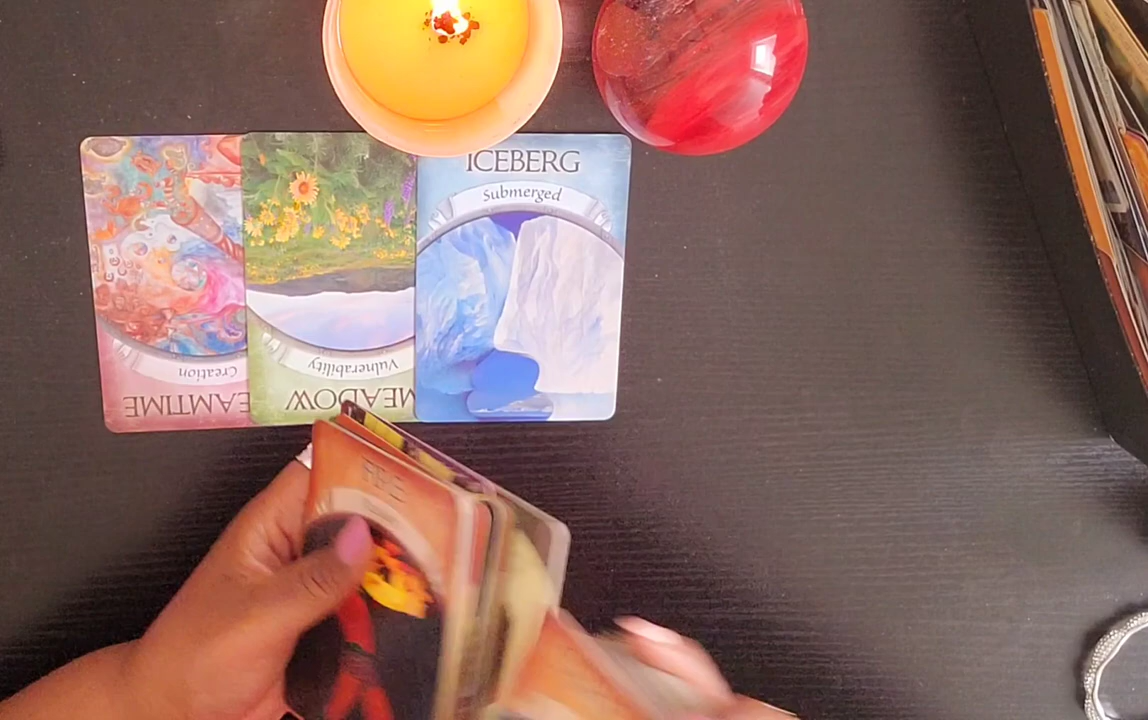 ICEBERG
Submerged
Creation
EAMTIME
Vulnerability
MEADOW